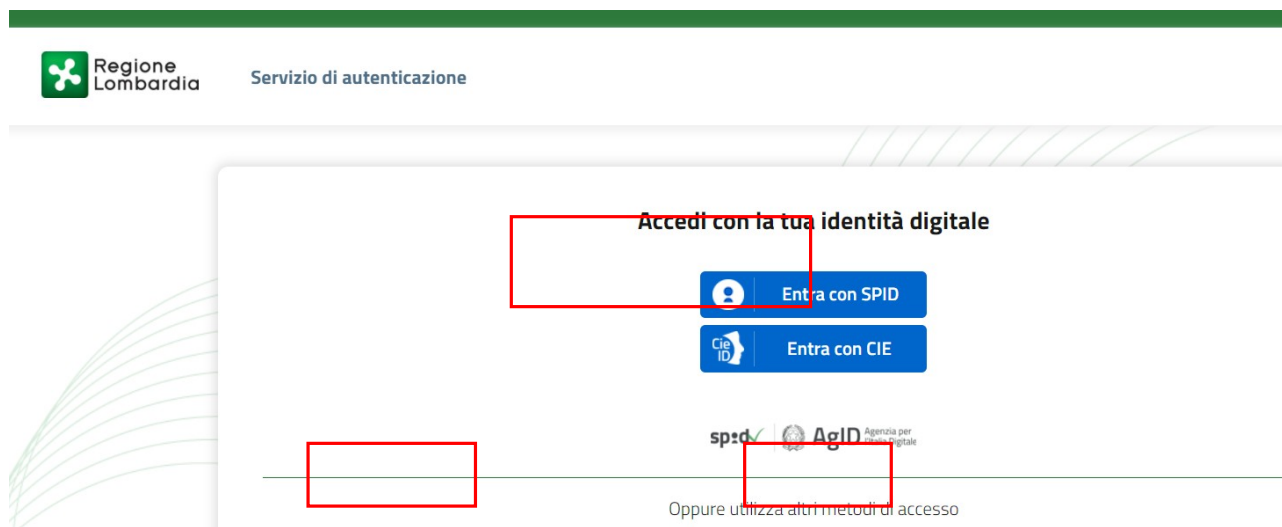 Regione
Lombardia
Servizio di autenticazione
Accedi con la tua identità digitale
Entra con SPID
Cie
ID
Entra con CIE
spid
AgID
Agenzia per
l'Italia Digitale
Oppure utilizza altri metodi di accesso